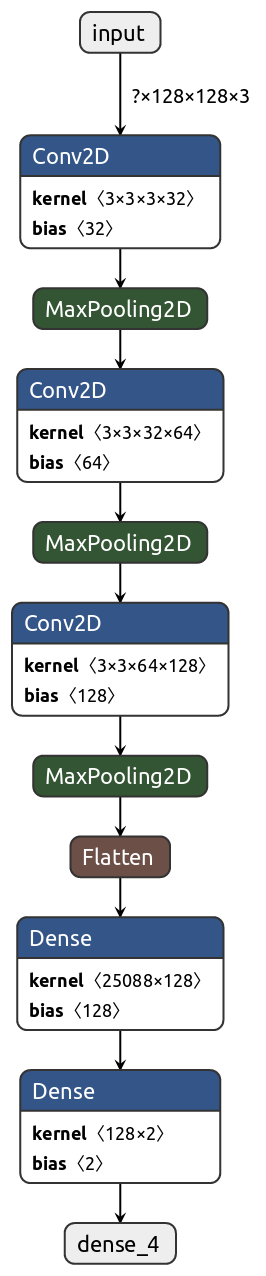 input
?×128×128×3
Conv2D
kernel〈3×3×3×32〉
bias〈32〉
MaxPooling2D
Conv2D
kernel〈3×3×32×64〉
bias〈64〉
MaxPooling2D
Conv2D
kernel〈3×3×64×128〉
bias〈128〉
MaxPooling2D
Flatten
Dense
kernel〈25088×128〉
bias〈128〉
Dense
kernel〈128×2〉
bias〈2〉
dense_4